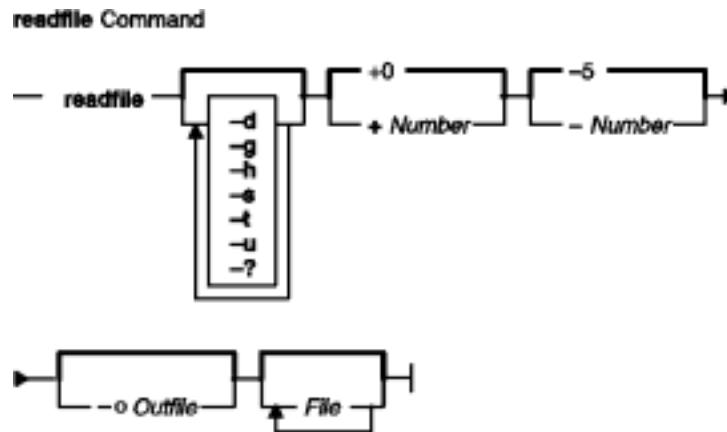 readfile Command
+0 −5
readfile
+ Number − Number
−d
−g
−h
−s
−t
−u
−?
−o Outfile File